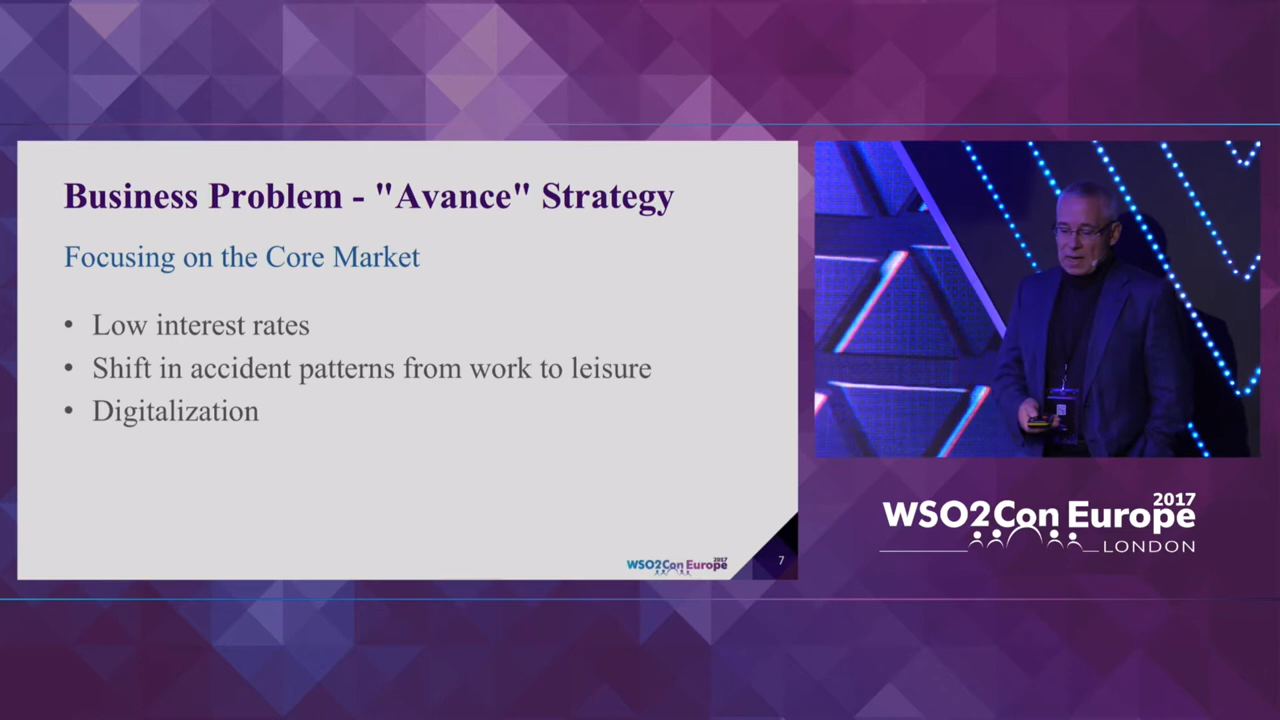 Business Problem - "Avance" Strategy
Focusing on the Core Market
• Low interest rates
• Shift in accident patterns from work to leisure
• Digitalization
WSO2Con Europe 2017
7
WSO2Con Europe 2017
LONDON